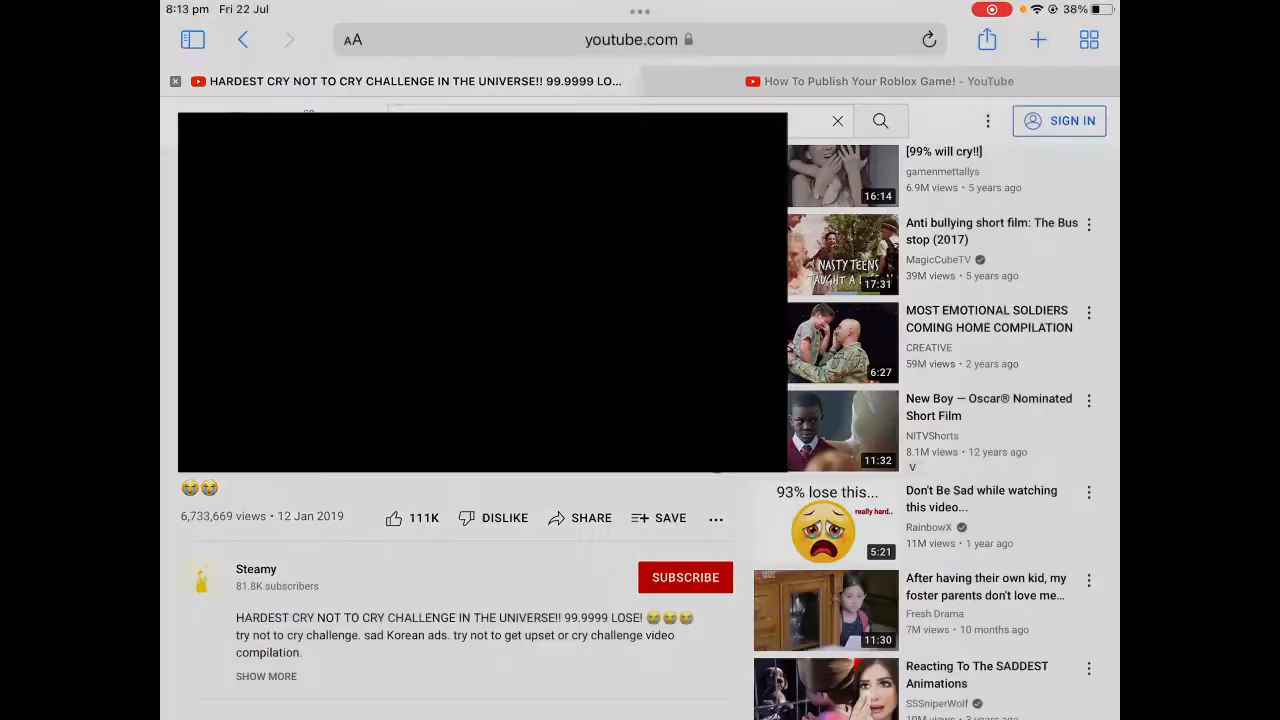 8:13 pm Fri 22 Jul
38%
AA
youtube.com
HARDEST CRY NOT TO CRY CHALLENGE IN THE UNIVERSE!! 99.9999 LO...
How To Publish Your Roblox Game! - YouTube
SIGN IN
[99% will cry!!]
gamenmettallys
6.9M views • 5 years ago
16:14
Anti bullying short film: The Bus
stop (2017)
MagicCubeTV
39M views • 5 years ago
NASTY TEENS
TAUGHT A
17:31
MOST EMOTIONAL SOLDIERS
COMING HOME COMPILATION
CREATIVE
59M views • 2 years ago
6:27
New Boy — Oscar® Nominated
Short Film
NITVShorts
8.1M views • 12 years ago
V
11:32
😭😭
6,733,669 views • 12 Jan 2019
111K
DISLIKE
SHARE
SAVE
93% lose this...
really hard..
5:21
Don't Be Sad while watching
this video...
RainbowX
11M views • 1 year ago
Steamy
81.8K subscribers
SUBSCRIBE
HARDEST CRY NOT TO CRY CHALLENGE IN THE UNIVERSE!! 99.9999 LOSE! 😭😭😭
try not to cry challenge. sad Korean ads. try not to get upset or cry challenge video
compilation.
SHOW MORE
After having their own kid, my
foster parents don't love me...
Fresh Drama
7M views • 10 months ago
11:30
Reacting To The SADDEST
Animations
SSSniperWolf